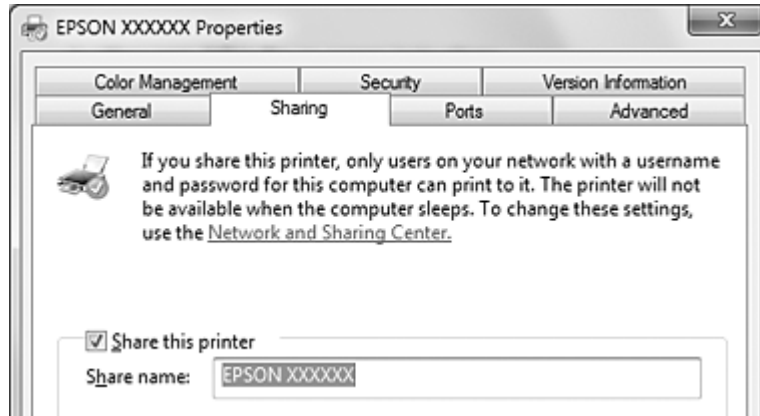 EPSON XXXXXX Properties
Color Management Security Version Information
General Sharing Ports Advanced
If you share this printer, only users on your network with a username
and password for this computer can print to it. The printer will not
be available when the computer sleeps. To change these settings,
use the Network and Sharing Center.
Share this printer
Share name: EPSON XXXXXX